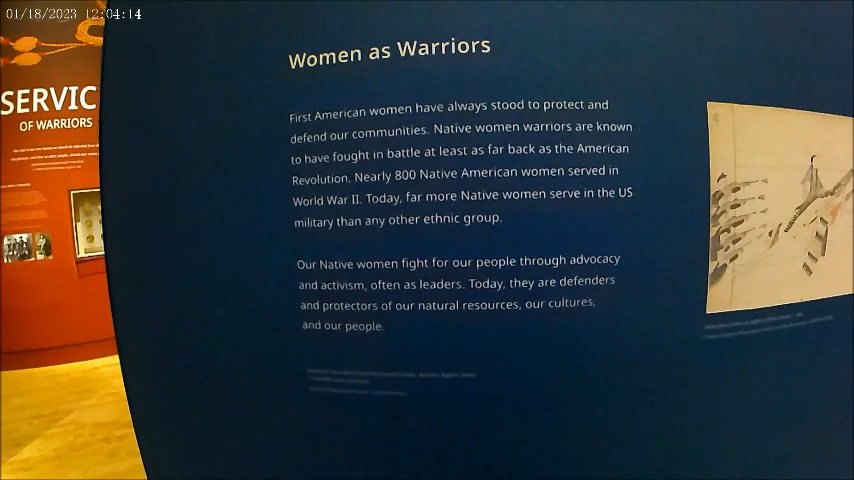 01/18/2023 12:04:14
SERVIC
OF WARRIORS
Women as Warriors
First American women have always stood to protect and
defend our communities. Native women warriors are known
to have fought in battle at least as far back as the American
Revolution. Nearly 800 Native American women served in
World War II. Today, far more Native women serve in the US
military than any other ethnic group.
Our Native women fight for our people through advocacy
and activism, often as leaders. Today, they are defenders
and protectors of our natural resources, our cultures,
and our people.